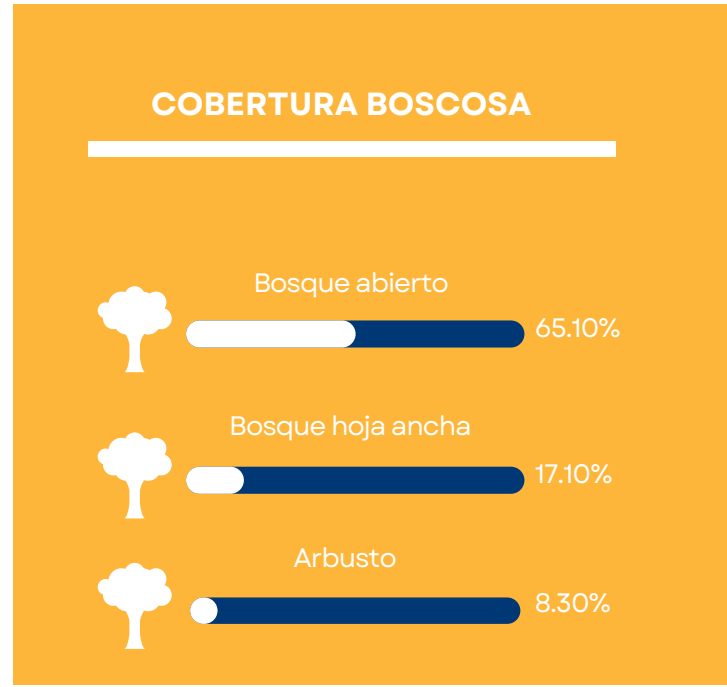 COBERTURA BOSCOSA
Bosque abierto
65.10%
Bosque hoja ancha
17.10%
Arbusto
8.30%